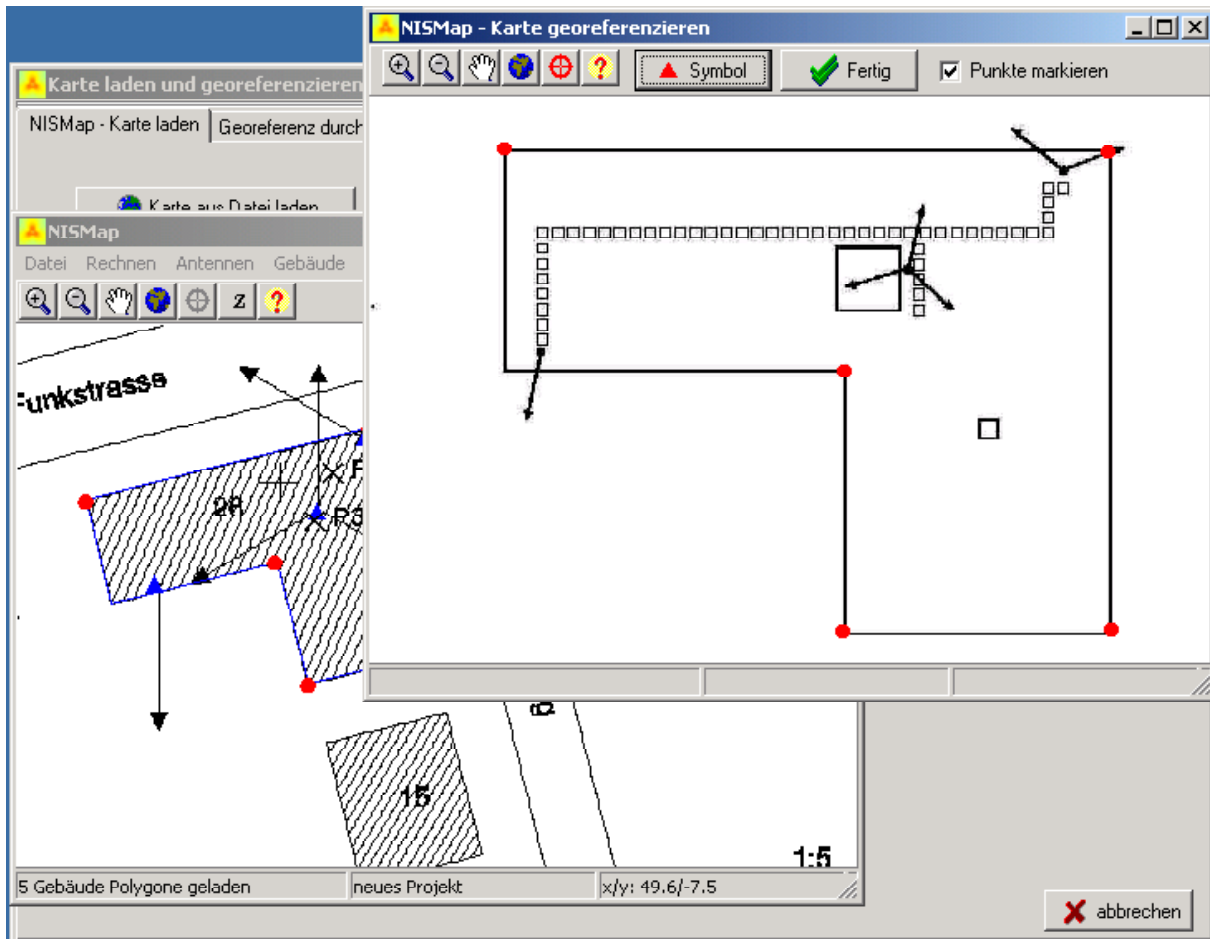 NISMap - Karte georeferenzieren
Symbol
Fertig
Punkte markieren
Karte laden und georeferenzieren
NISMap - Karte laden
Georeferenz durch
Karte aus Datei laden
NISMap
Datei Rechnen Antennen Gebäude
z
Funkstrasse
28
P3
15
1:5
5 Gebäude Polygone geladen
neues Projekt
x/y: 49.6/-7.5
abbrechen